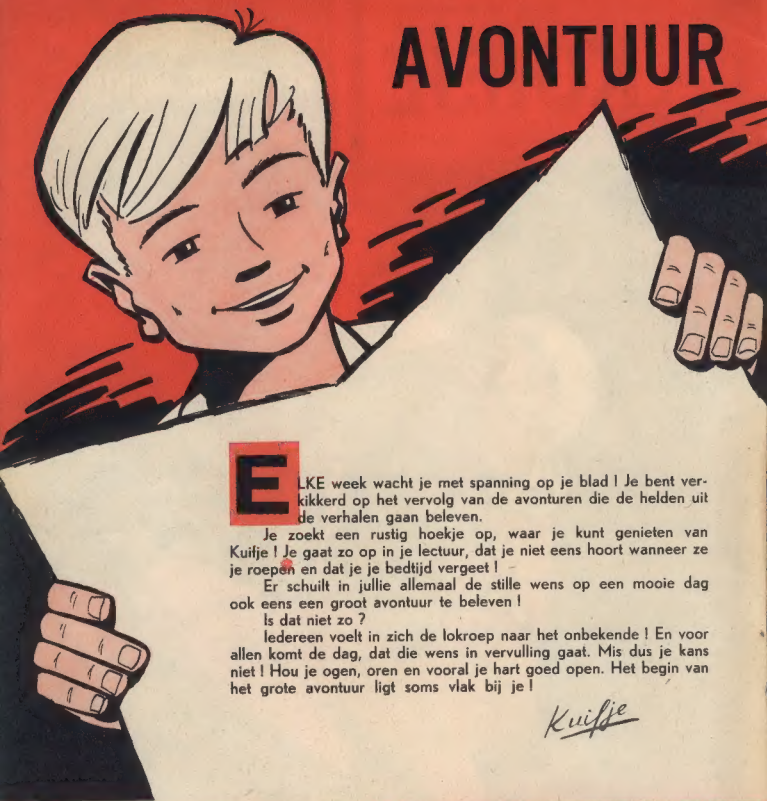 AVONTUUR
ELKE week wacht je met spanning op je blad ! Je bent ver-
kikkerd op het vervolg van de avonturen die de helden uit
de verhalen gaan beleven.
Je zoekt een rustig hoekje op, waar je kunt genieten van
Kuifje ! Je gaat zo op in je lectuur, dat je niet eens hoort wanneer ze
je roepen en dat je je bedtijd vergeet !
Er schuilt in jullie allemaal de stille wens op een mooie dag
ook eens een groot avontuur te beleven !
Is dat niet zo ?
Iedereen voelt in zich de lokroep naar het onbekende ! En voor
allen komt de dag, dat die wens in vervulling gaat. Mis dus je kans
niet ! Hou je ogen, oren en vooral je hart goed open. Het begin van
het grote avontuur ligt soms vlak bij je !
Kuifje